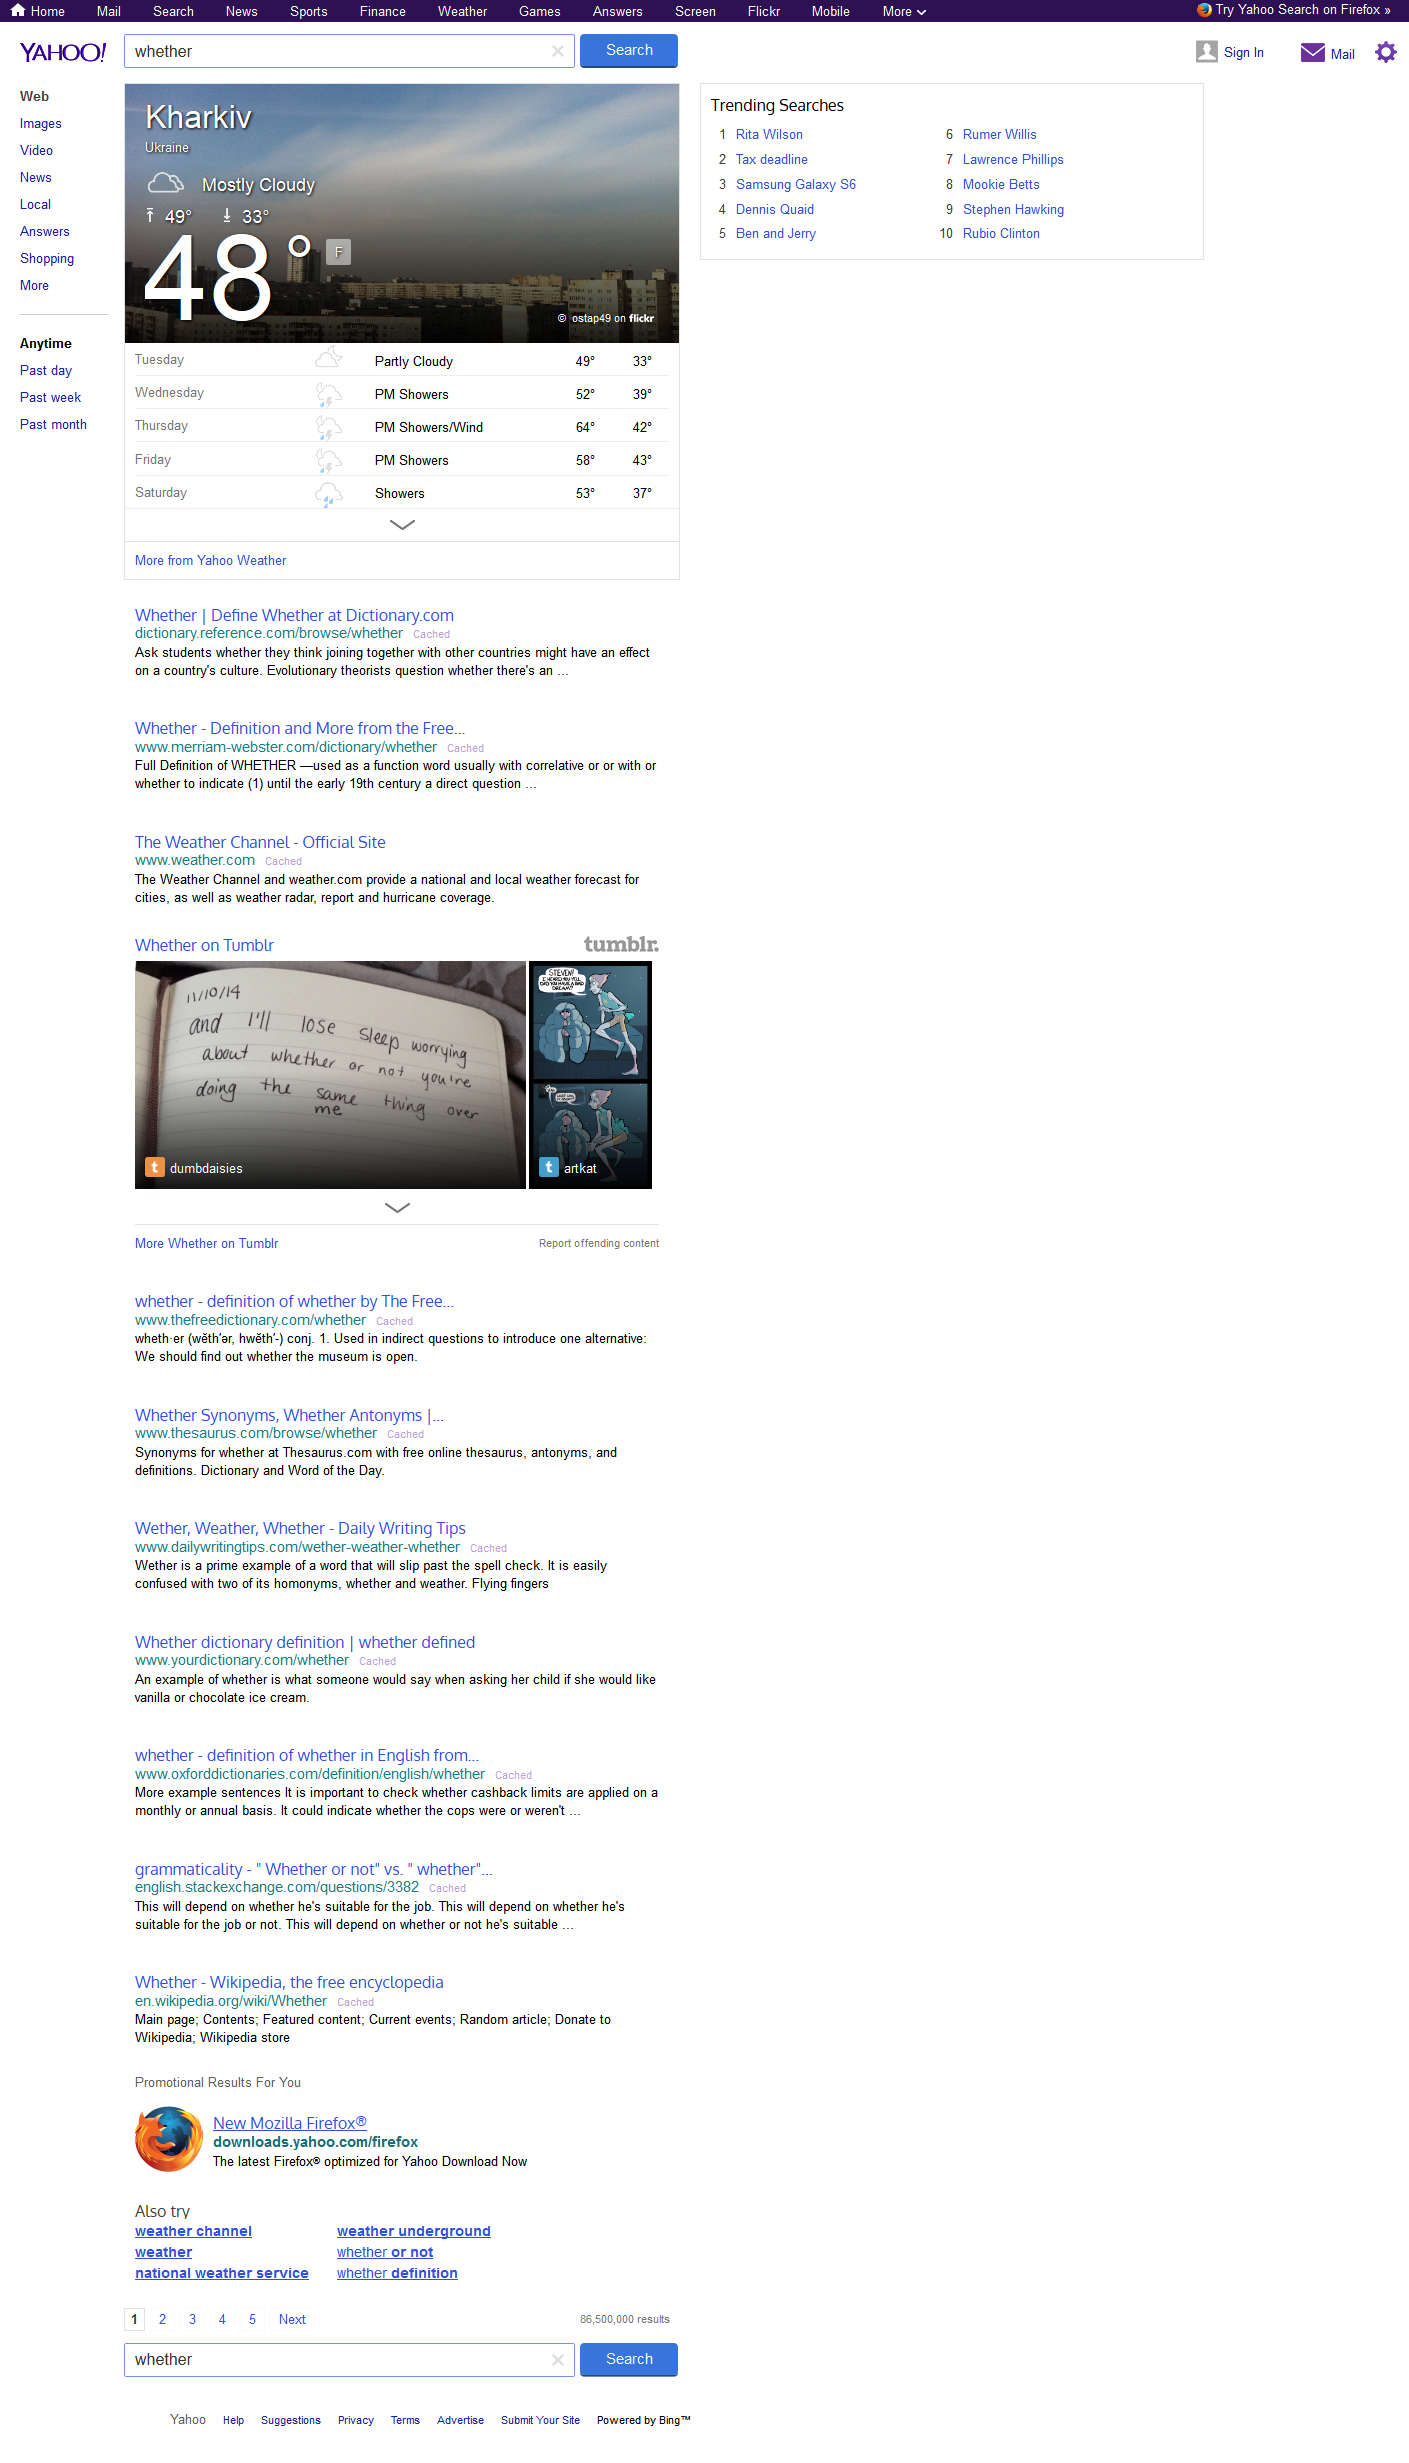 Home Mail Search News Sports Finance Weather Games Answers Screen Flickr Mobile More Try Yahoo Search on Firefox »
YAHOO! whether Search Sign In Mail
Web
Images
Video
News
Local
Answers
Shopping
More
Anytime
Past day
Past week
Past month
Kharkiv
Ukraine
Mostly Cloudy
49° 33°
48° F
© ostap49 on flickr
Tuesday Partly Cloudy 49° 33°
Wednesday PM Showers 52° 39°
Thursday PM Showers/Wind 64° 42°
Friday PM Showers 58° 43°
Saturday Showers 53° 37°
More from Yahoo Weather
Trending Searches
1 Rita Wilson
2 Tax deadline
3 Samsung Galaxy S6
4 Dennis Quaid
5 Ben and Jerry
6 Rumer Willis
7 Lawrence Phillips
8 Mookie Betts
9 Stephen Hawking
10 Rubio Clinton
Whether | Define Whether at Dictionary.com
dictionary.reference.com/browse/whether Cached
Ask students whether they think joining together with other countries might have an effect
on a country's culture. Evolutionary theorists question whether there's an ...
Whether - Definition and More from the Free...
www.merriam-webster.com/dictionary/whether Cached
Full Definition of WHETHER —used as a function word usually with correlative or or with or
whether to indicate (1) until the early 19th century a direct question ...
The Weather Channel - Official Site
www.weather.com Cached
The Weather Channel and weather.com provide a national and local weather forecast for
cities, as well as weather radar, report and hurricane coverage.
Whether on Tumblr tumblr.
11/10/14
and I'll lose sleep worrying
about whether or not you're
doing the same thing over
me
t dumbdaisies
STEVEN!
I HEARD YOU YELL
DID YOU HAVE A BAD
DREAM?
t artkat
More Whether on Tumblr Report offending content
whether - definition of whether by The Free...
www.thefreedictionary.com/whether Cached
wheth·er (wĕth′ər, hwĕth′-) conj. 1. Used in indirect questions to introduce one alternative:
We should find out whether the museum is open.
Whether Synonyms, Whether Antonyms |...
www.thesaurus.com/browse/whether Cached
Synonyms for whether at Thesaurus.com with free online thesaurus, antonyms, and
definitions. Dictionary and Word of the Day.
Wether, Weather, Whether - Daily Writing Tips
www.dailywritingtips.com/wether-weather-whether Cached
Wether is a prime example of a word that will slip past the spell check. It is easily
confused with two of its homonyms, whether and weather. Flying fingers
Whether dictionary definition | whether defined
www.yourdictionary.com/whether Cached
An example of whether is what someone would say when asking her child if she would like
vanilla or chocolate ice cream.
whether - definition of whether in English from...
www.oxforddictionaries.com/definition/english/whether Cached
More example sentences It is important to check whether cashback limits are applied on a
monthly or annual basis. It could indicate whether the cops were or weren't ...
grammaticality - " Whether or not" vs. " whether"...
english.stackexchange.com/questions/3382 Cached
This will depend on whether he's suitable for the job. This will depend on whether he's
suitable for the job or not. This will depend on whether or not he's suitable ...
Whether - Wikipedia, the free encyclopedia
en.wikipedia.org/wiki/Whether Cached
Main page; Contents; Featured content; Current events; Random article; Donate to
Wikipedia; Wikipedia store
Promotional Results For You
New Mozilla Firefox®
downloads.yahoo.com/firefox
The latest Firefox® optimized for Yahoo Download Now
Also try
weather channel weather underground
weather whether or not
national weather service whether definition
1 2 3 4 5 Next 86,500,000 results
whether Search
Yahoo Help Suggestions Privacy Terms Advertise Submit Your Site Powered by Bing™